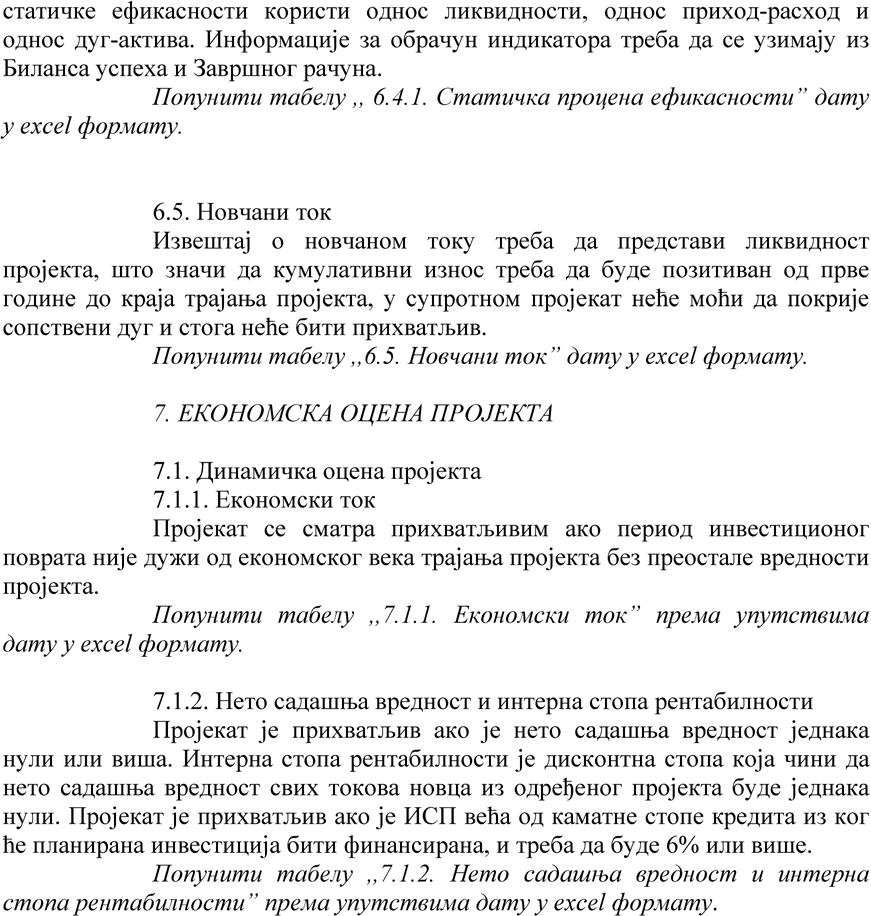 статичке ефикасности користи однос ликвидности, однос приход-расход и
однос дуг-актива. Информације за обрачун индикатора треба да се узимају из
Биланса успеха и Завршног рачуна.
Попунити табелу ,, 6.4.1. Статичка процена ефикасности” дату
у excel формату.
6.5. Новчани ток
Извештај о новчаном току треба да представи ликвидност
пројекта, што значи да кумулативни износ треба да буде позитиван од прве
године до краја трајања пројекта, у супротном пројекат неће моћи да покрије
сопствени дуг и стога неће бити прихватљив.
Попунити табелу ,,6.5. Новчани ток” дату у excel формату.
7. ЕКОНОМСКА ОЦЕНА ПРОЈЕКТА
7.1. Динамичка оцена пројекта
7.1.1. Економски ток
Пројекат се сматра прихватљивим ако период инвестиционог
поврата није дужи од економског века трајања пројекта без преостале вредности
пројекта.
Попунити табелу ,,7.1.1. Економски ток” према упутствима
дату у excel формату.
7.1.2. Нето садашња вредност и интерна стопа рентабилности
Пројекат је прихватљив ако је нето садашња вредност једнака
нули или виша. Интерна стопа рентабилности је дисконтна стопа која чини да
нето садашња вредност свих токова новца из одређеног пројекта буде једнака
нули. Пројекат је прихватљив ако је ИСП већа од каматне стопе кредита из ког
ће планирана инвестиција бити финансирана, и треба да буде 6% или више.
Попунити табелу ,,7.1.2. Нето садашња вредност и интерна
стопа рентабилности” према упутствима дату у excel формату.